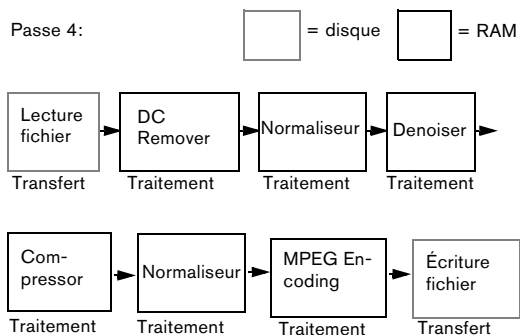 Passe 4:
= disque
= RAM
Lecture
fichier
DC
Remover
Normaliseur
Denoiser
Transfert
Traitement
Traitement
Traitement
Com-
pressor
Normaliseur
MPEG En-
coding
Écriture
fichier
Traitement
Traitement
Traitement
Transfert